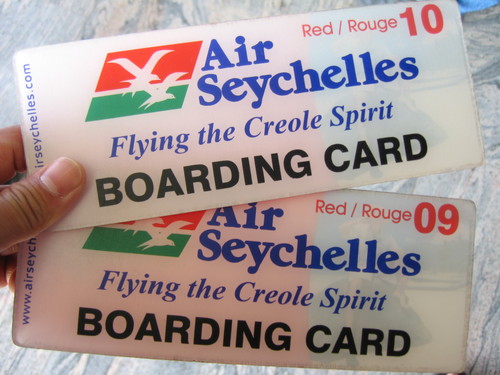 Red / Rouge 10
Air
Seychelles
Flying the Creole Spirit
BOARDING CARD
airseychelles.com
Red / Rouge 09
Air
Seychelles
Flying the Creole Spirit
BOARDING CARD
www.airsey